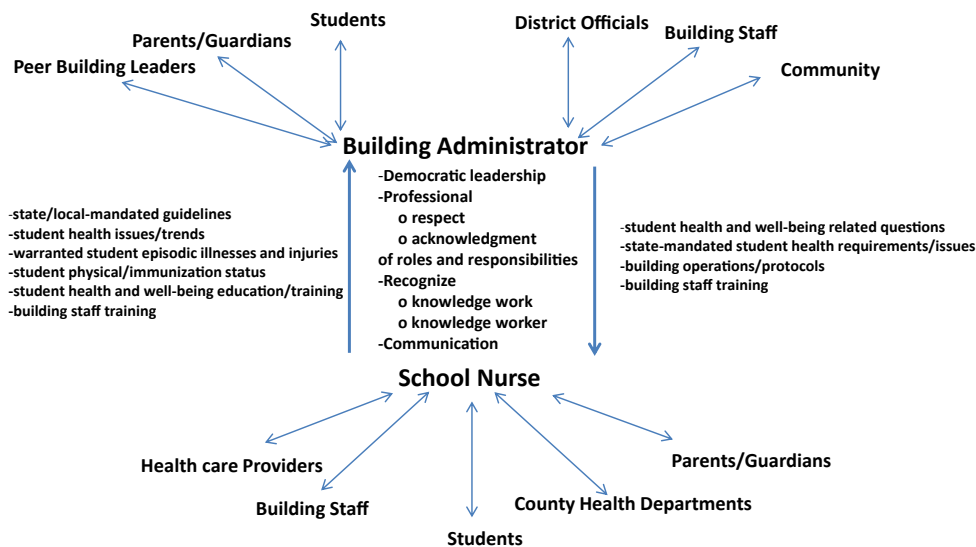 Students
District Officials
Parents/Guardians
Building Staff
Peer Building Leaders
Community
Building Administrator
-Democratic leadership
-Professional
o respect
o acknowledgment
of roles and responsibilities
-Recognize
o knowledge work
o knowledge worker
-Communication
-state/local-mandated guidelines
-student health issues/trends
-warranted student episodic illnesses and injuries
-student physical/immunization status
-student health and well-being education/training
-building staff training
-student health and well-being related questions
-state-mandated student health requirements/issues
-building operations/protocols
-building staff training
School Nurse
Health care Providers
Parents/Guardians
Building Staff
County Health Departments
Students